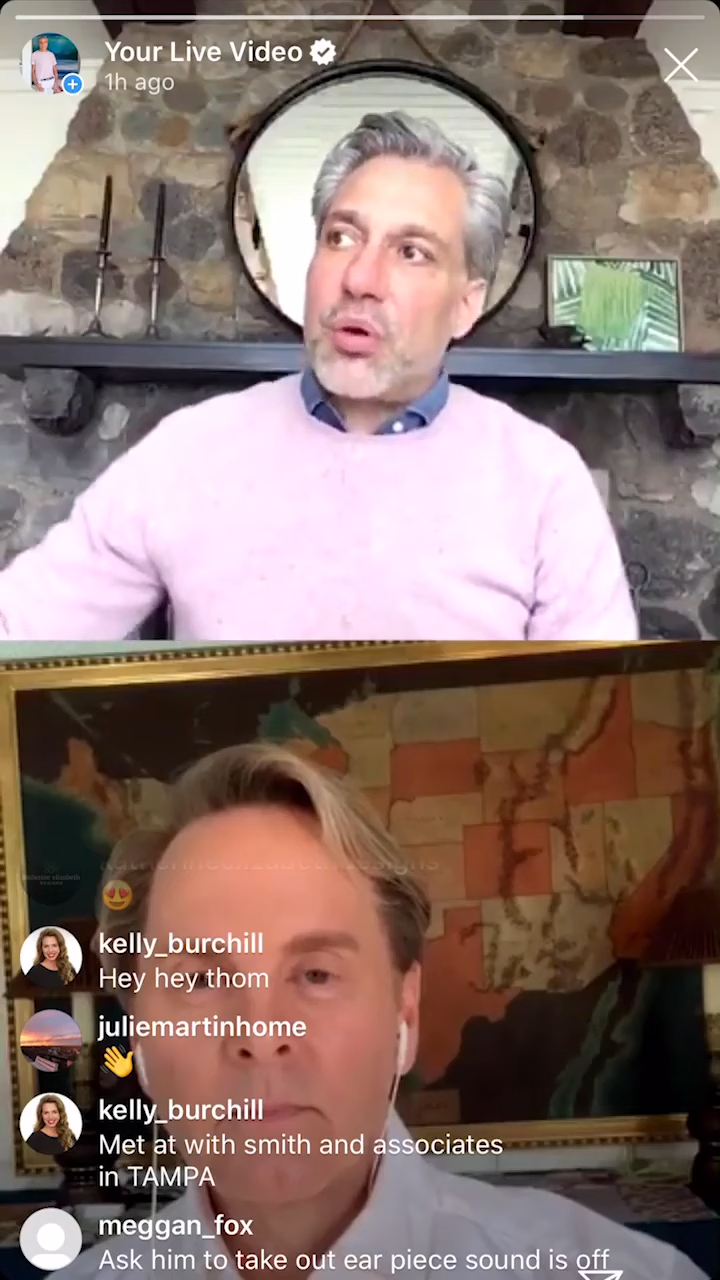 Your Live Video
1h ago
katherineelizabethdesigns
😍
kelly_burchill
Hey hey thom
juliemartinhome
👋
kelly_burchill
Met at with smith and associates
in TAMPA
meggan_fox
Ask him to take out ear piece sound is off